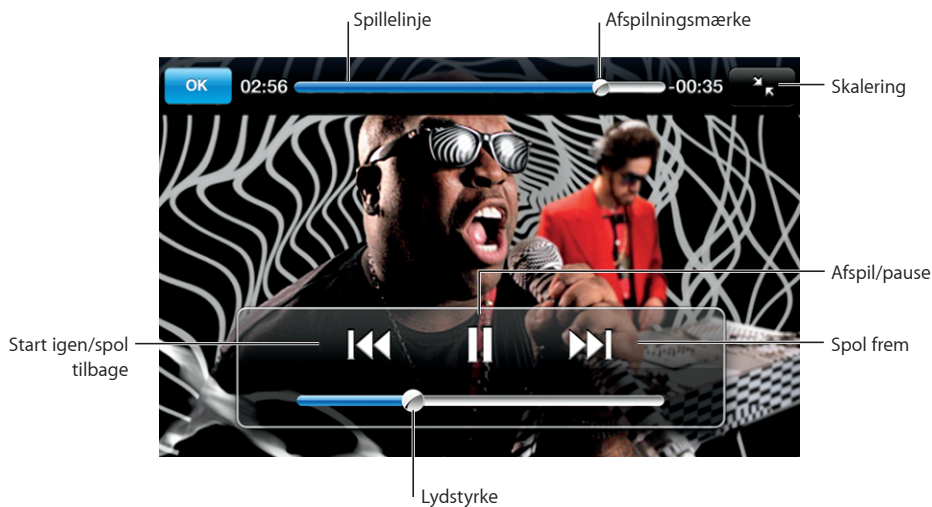 Spillelinje
Afspilningsmærke
OK
02:56
-00:35
Skalering
Afspil/pause
Start igen/spol
tilbage
Spol frem
Lydstyrke